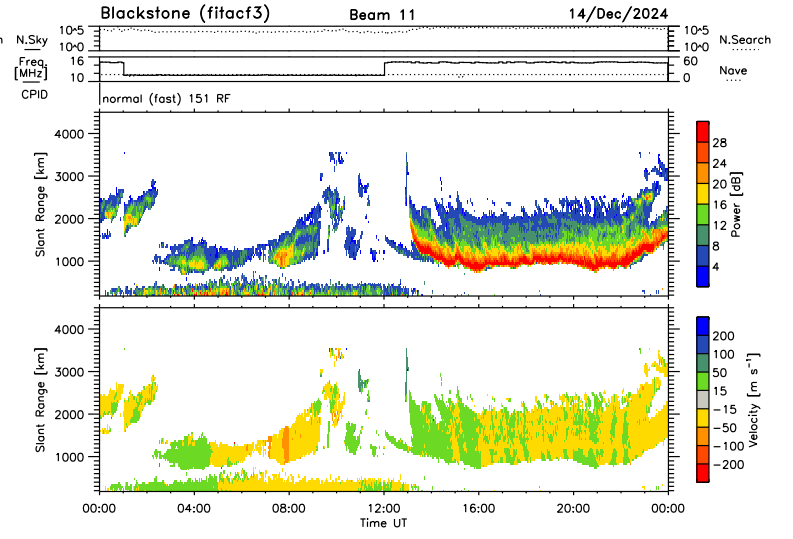 Blackstone (fitacf3) Beam 11 14/Dec/2024
n N.Sky 10^5 10^0 10^5 10^0 N.Search
Freq. [MHz] 16 10 60 0 Nave
CPID normal (fast) 151 RF
Slant Range [km] 4000 3000 2000 1000
28 24 20 16 12 8 4 Power [dB]
Slant Range [km] 4000 3000 2000 1000
200 100 50 15 −15 −50 −100 −200 Velocity [m s⁻¹]
00:00 04:00 08:00 12:00 16:00 20:00 00:00
Time UT